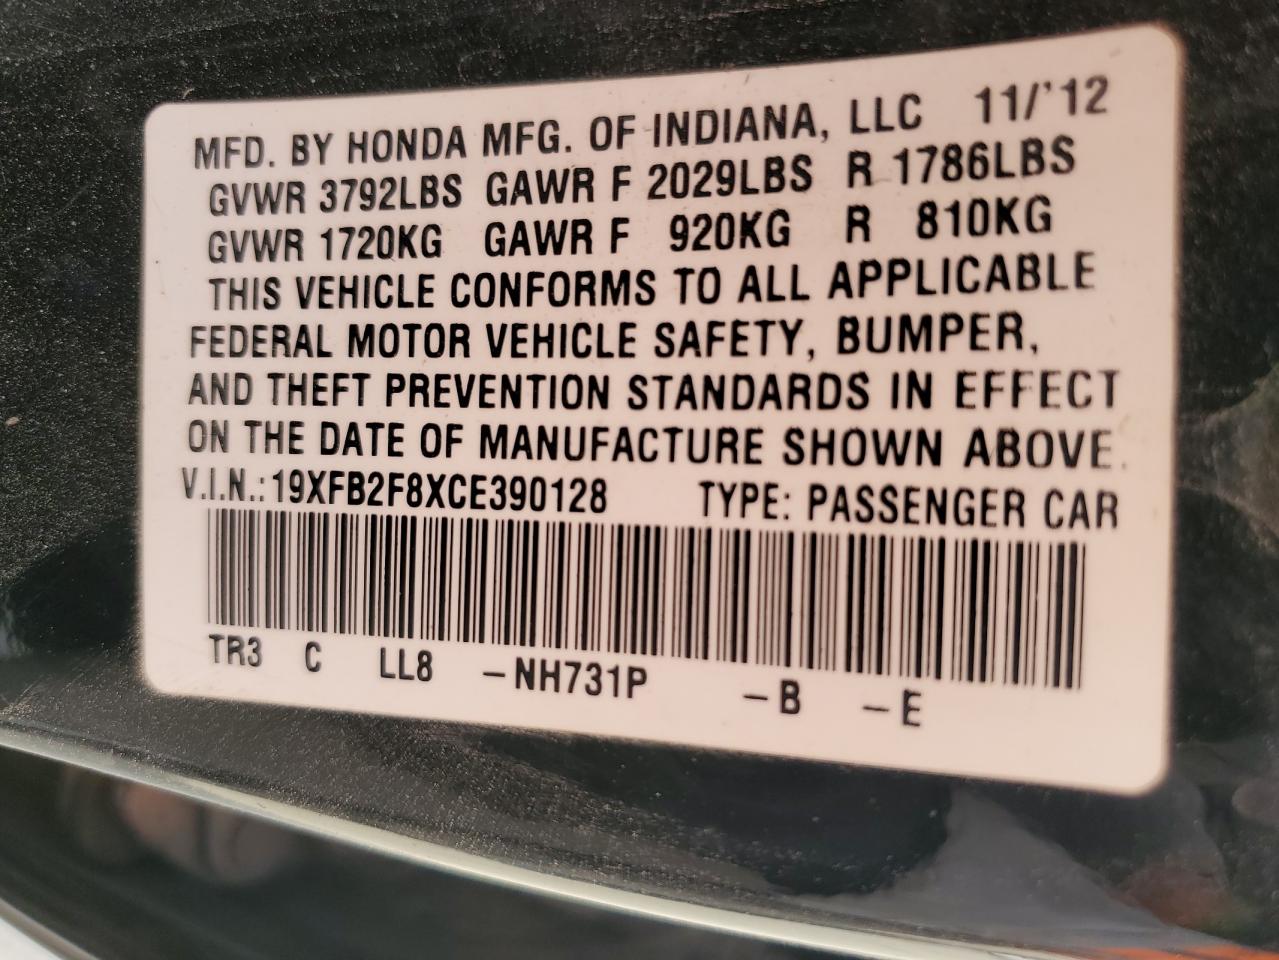 MFD. BY HONDA MFG. OF INDIANA, LLC 11/'12
GVWR 3792LBS GAWR F 2029LBS R 1786LBS
GVWR 1720KG GAWR F 920KG R 810KG
THIS VEHICLE CONFORMS TO ALL APPLICABLE
FEDERAL MOTOR VEHICLE SAFETY, BUMPER,
AND THEFT PREVENTION STANDARDS IN EFFECT
ON THE DATE OF MANUFACTURE SHOWN ABOVE.
V.I.N.: 19XFB2F8XCE390128 TYPE: PASSENGER CAR
TR3 C LL8 -NH731P -B -E